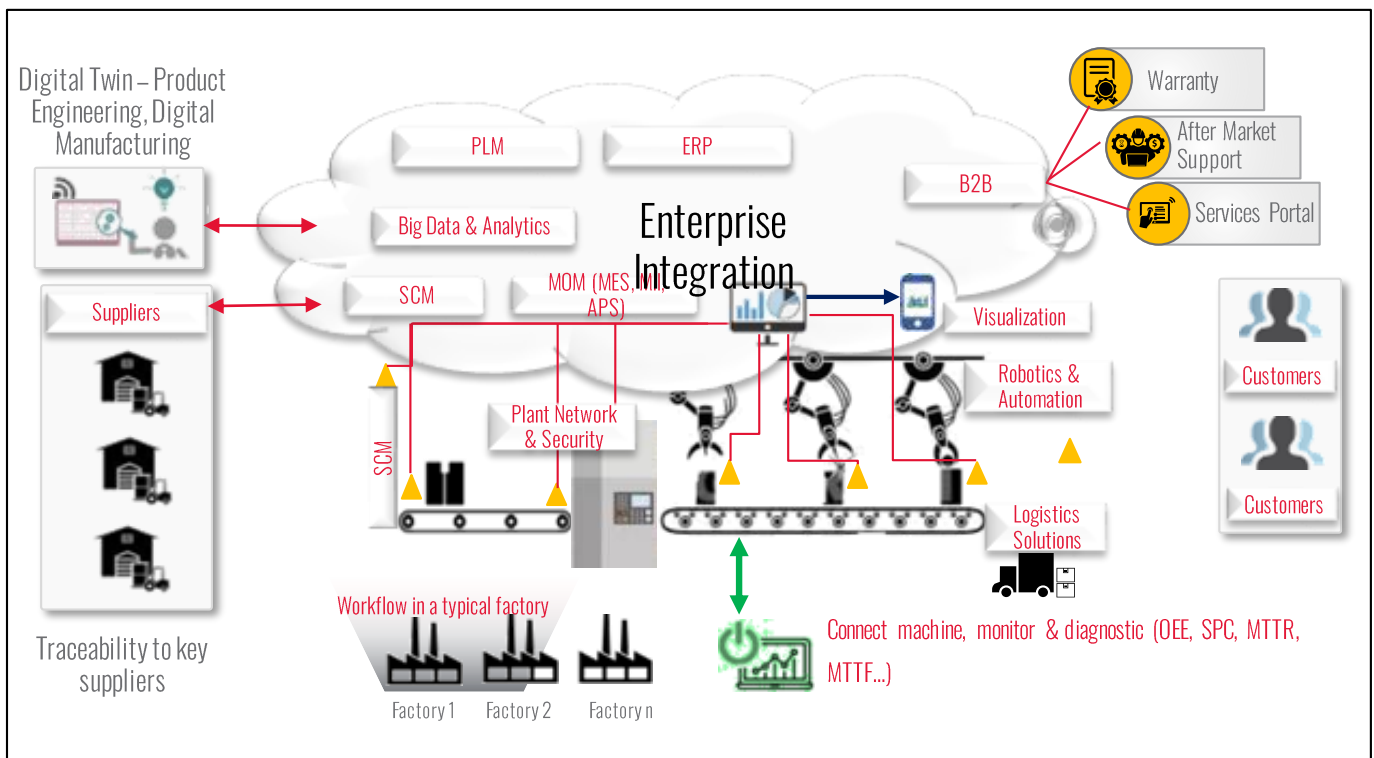 Digital Twin – Product
Engineering, Digital
Manufacturing
Suppliers
Traceability to key
suppliers
PLM
ERP
B2B
Big Data & Analytics
Enterprise
Integration
SCM
MOM (MES, MII,
APS)
Visualization
Robotics &
Automation
Plant Network
& Security
SCM
Logistics
Solutions
Warranty
After Market
Support
Services Portal
Customers
Customers
Workflow in a typical factory
Factory 1
Factory 2
Factory n
Connect machine, monitor & diagnostic (OEE, SPC, MTTR,
MTTF...)